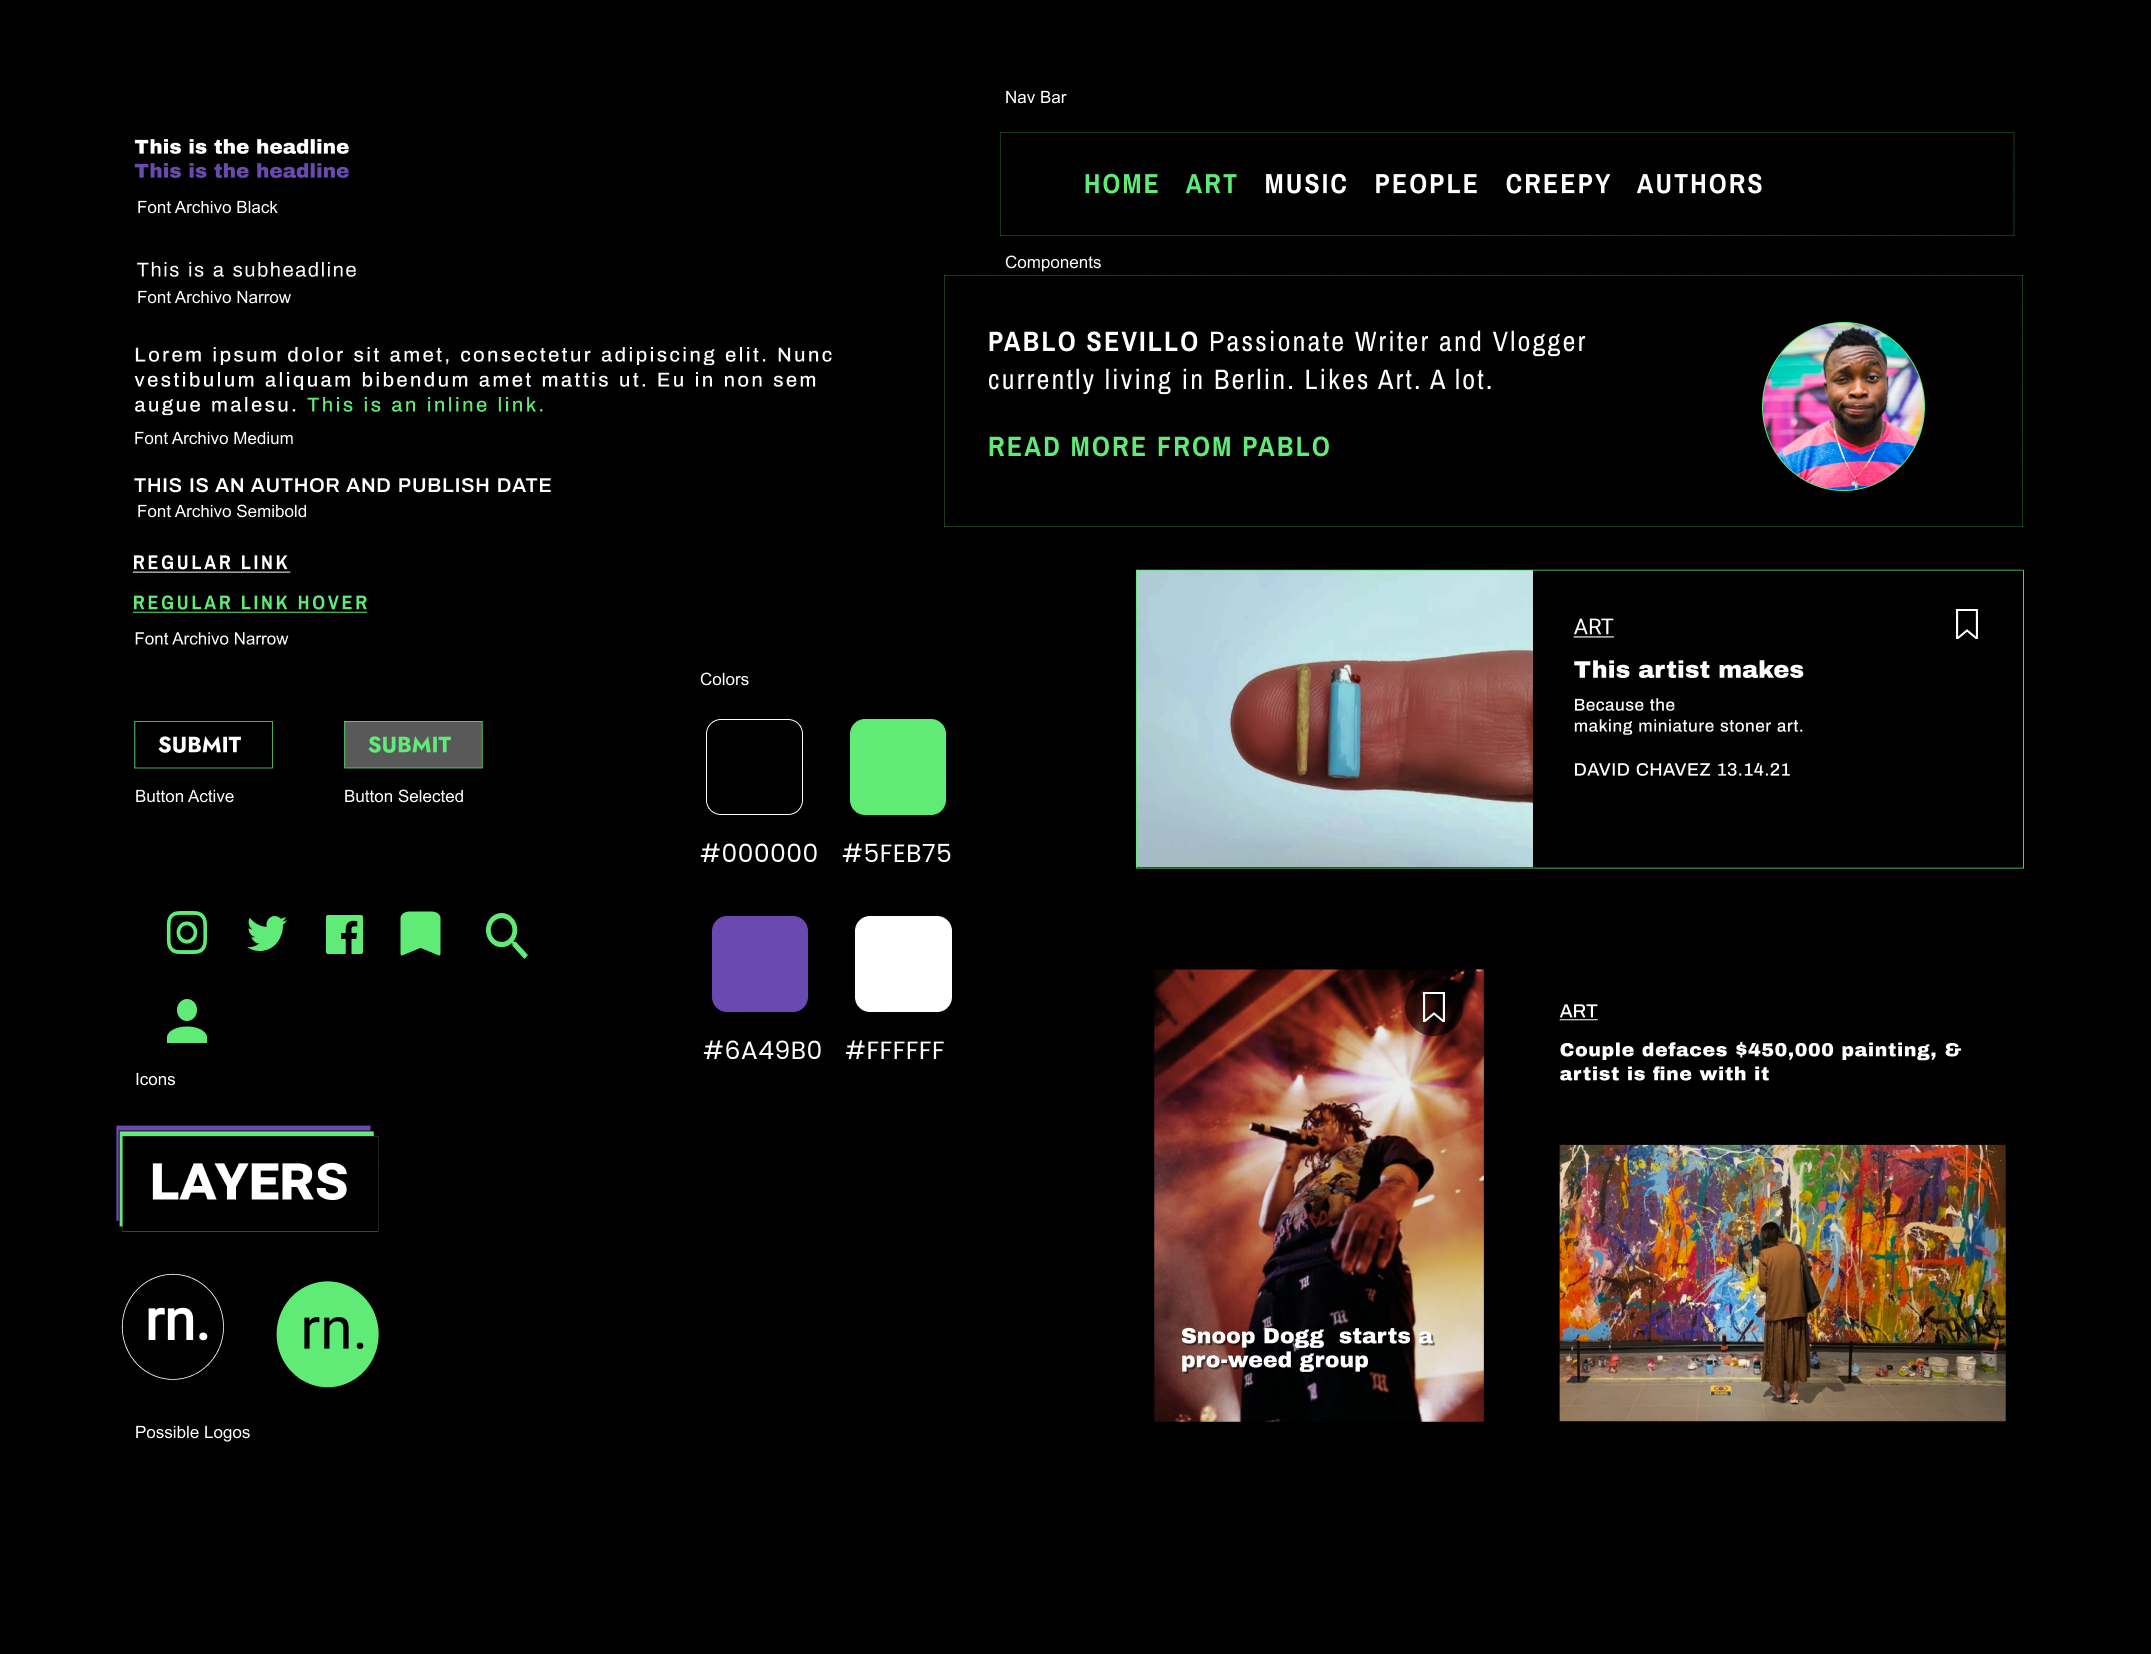 This is the headline
This is the headline
Font Archivo Black
This is a subheadline
Font Archivo Narrow
Lorem ipsum dolor sit amet, consectetur adipiscing elit. Nunc
vestibulum aliquam bibendum amet mattis ut. Eu in non sem
augue malesu. This is an inline link.
Font Archivo Medium
THIS IS AN AUTHOR AND PUBLISH DATE
Font Archivo Semibold
REGULAR LINK
REGULAR LINK HOVER
Font Archivo Narrow
SUBMIT
Button Active
SUBMIT
Button Selected
Icons
LAYERS
rn.
rn.
Possible Logos
Colors
#000000
#5FEB75
#6A49B0
#FFFFFF
Nav Bar
HOME ART MUSIC PEOPLE CREEPY AUTHORS
Components
PABLO SEVILLO Passionate Writer and Vlogger
currently living in Berlin. Likes Art. A lot.
READ MORE FROM PABLO
ART
This artist makes
Because the
making miniature stoner art.
DAVID CHAVEZ 13.14.21
Snoop Dogg starts a
pro-weed group
ART
Couple defaces $450,000 painting, &
artist is fine with it